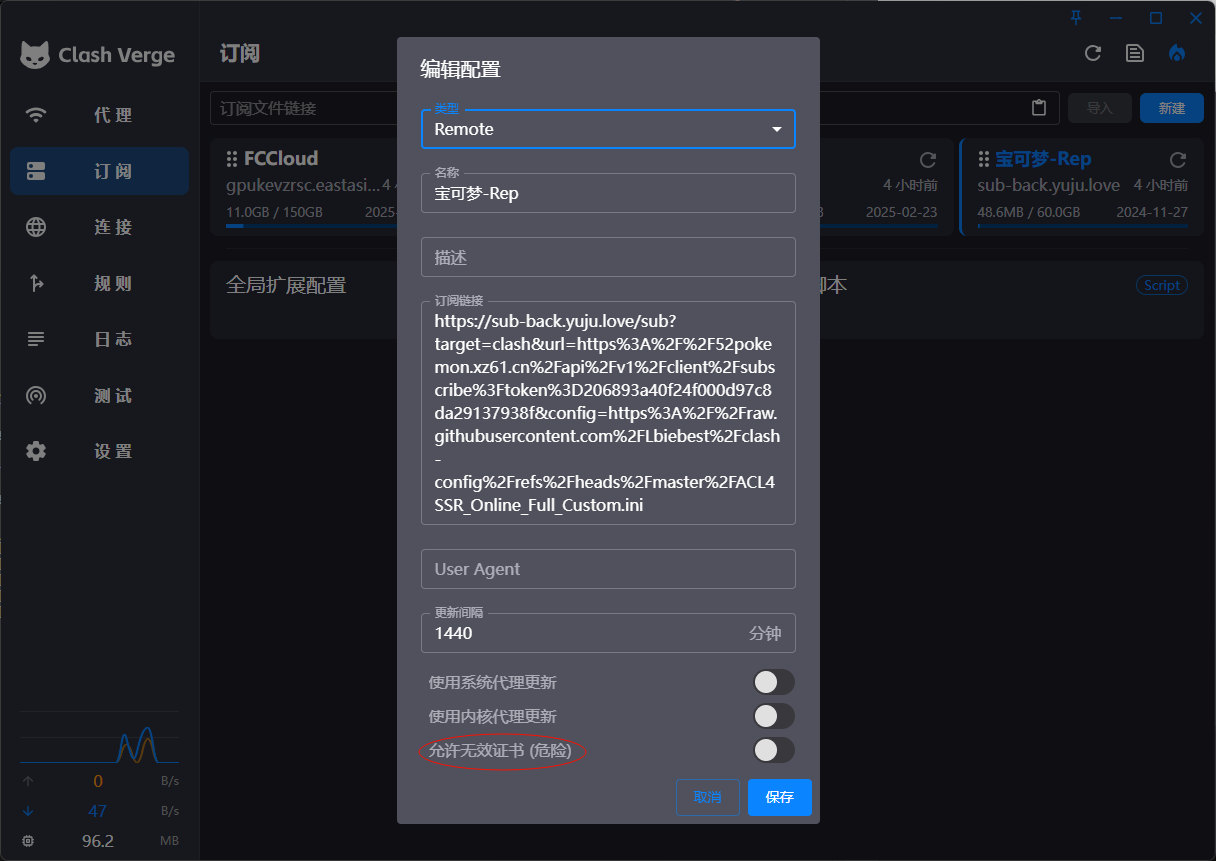 Clash Verge
代 理
订 阅
连 接
规 则
日 志
测 试
设 置
0 B/s
47 B/s
96.2 MB
订阅
订阅文件链接
导入
新建
FCCloud
gpukevzrsc.eastasi... 4
11.0GB / 150GB 2025-
4 小时前
2025-02-23
宝可梦-Rep
sub-back.yuju.love 4 小时前
48.6MB / 60.0GB 2024-11-27
全局扩展配置
脚本
Script
编辑配置
类型
Remote
名称
宝可梦-Rep
描述
订阅链接
https://sub-back.yuju.love/sub?
target=clash&url=https%3A%2F%2F52poke
mon.xz61.cn%2Fapi%2Fv1%2Fclient%2Fsubs
cribe%3Ftoken%3D206893a40f24f000d97c8
da29137938f&config=https%3A%2F%2Fraw.
githubusercontent.com%2FLbiebest%2Fclash
-
config%2Frefs%2Fheads%2Fmaster%2FACL4
SSR_Online_Full_Custom.ini
User Agent
更新间隔
1440 分钟
使用系统代理更新
使用内核代理更新
允许无效证书 (危险)
取消
保存